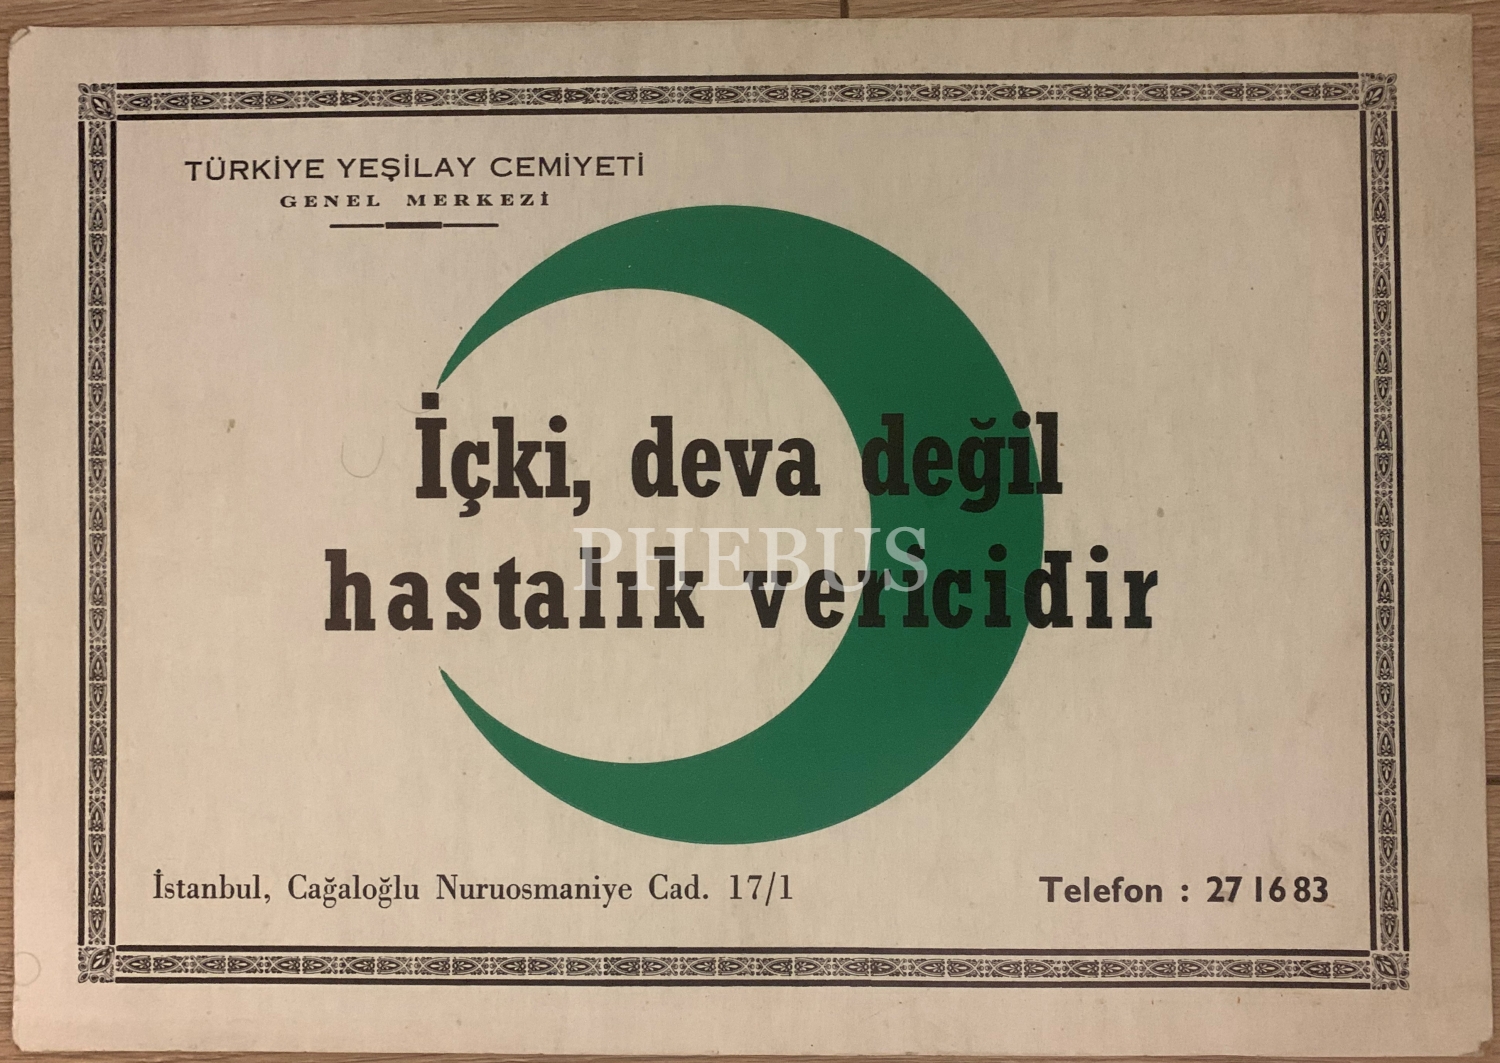 TÜRKİYE YEŞİLAY CEMİYETİ
GENEL MERKEZİ
İçki, deva değil
PHEBUS
hastalık vericidir
İstanbul, Cağaloğlu Nuruosmaniye Cad. 17/1
Telefon : 27 16 83